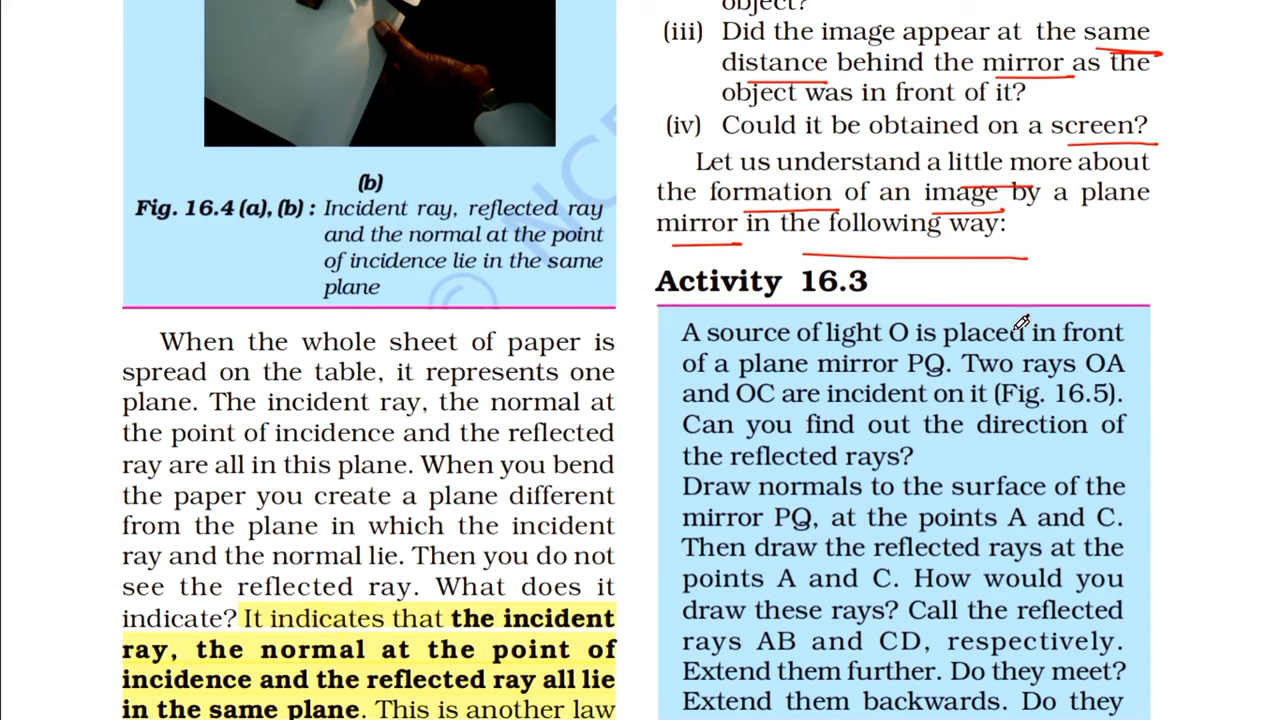 (b)
Fig. 16.4 (a), (b) : Incident ray, reflected ray
and the normal at the point
of incidence lie in the same
plane
When the whole sheet of paper is
spread on the table, it represents one
plane. The incident ray, the normal at
the point of incidence and the reflected
ray are all in this plane. When you bend
the paper you create a plane different
from the plane in which the incident
ray and the normal lie. Then you do not
see the reflected ray. What does it
indicate? It indicates that the incident
ray, the normal at the point of
incidence and the reflected ray all lie
in the same plane. This is another law
object?
(iii) Did the image appear at the same
distance behind the mirror as the
object was in front of it?
(iv) Could it be obtained on a screen?
Let us understand a little more about
the formation of an image by a plane
mirror in the following way:
Activity 16.3
A source of light O is placed in front
of a plane mirror PQ. Two rays OA
and OC are incident on it (Fig. 16.5).
Can you find out the direction of
the reflected rays?
Draw normals to the surface of the
mirror PQ, at the points A and C.
Then draw the reflected rays at the
points A and C. How would you
draw these rays? Call the reflected
rays AB and CD, respectively.
Extend them further. Do they meet?
Extend them backwards. Do they